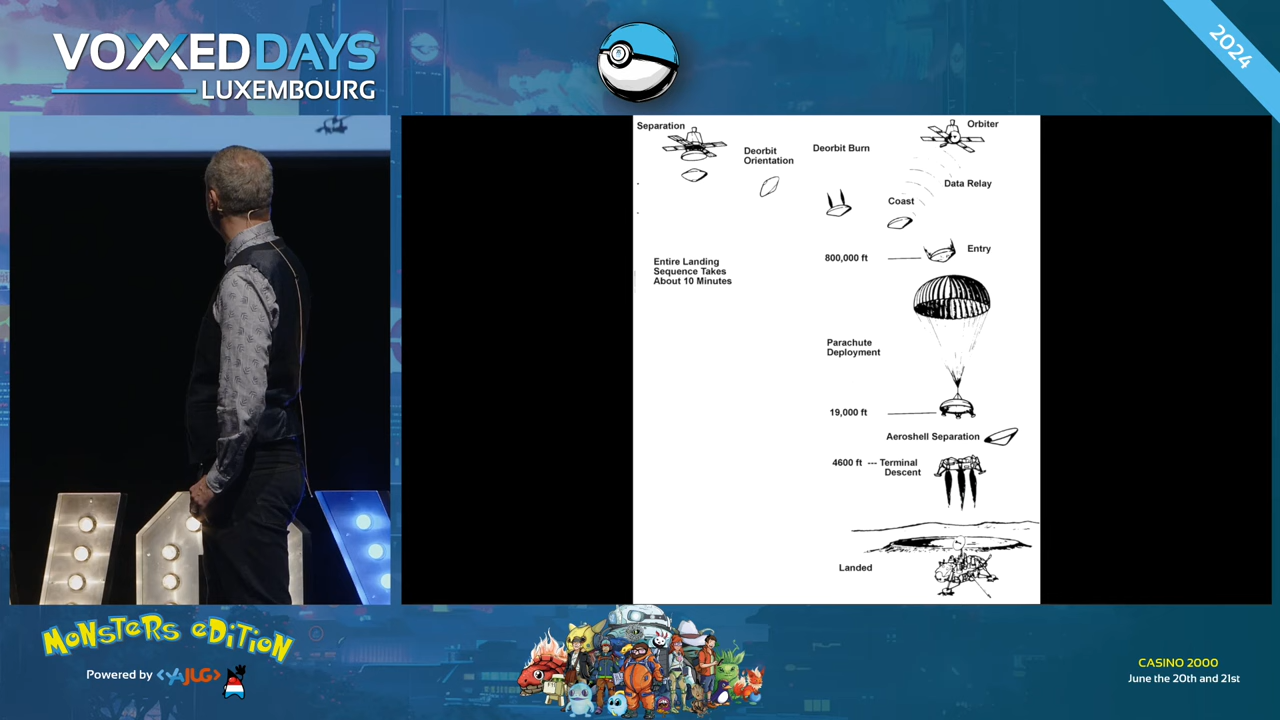 VOXXEDDAYS
LUXEMBOURG
2024
Separation
Orbiter
Deorbit
Orientation
Deorbit Burn
Data Relay
Coast
Entry
800,000 ft
Entire Landing
Sequence Takes
About 10 Minutes
Parachute
Deployment
19,000 ft
Aeroshell Separation
4600 ft --- Terminal
Descent
Landed
MONSTERS EDITION
Powered by <YAJUG>
CASINO 2000
June the 20th and 21st